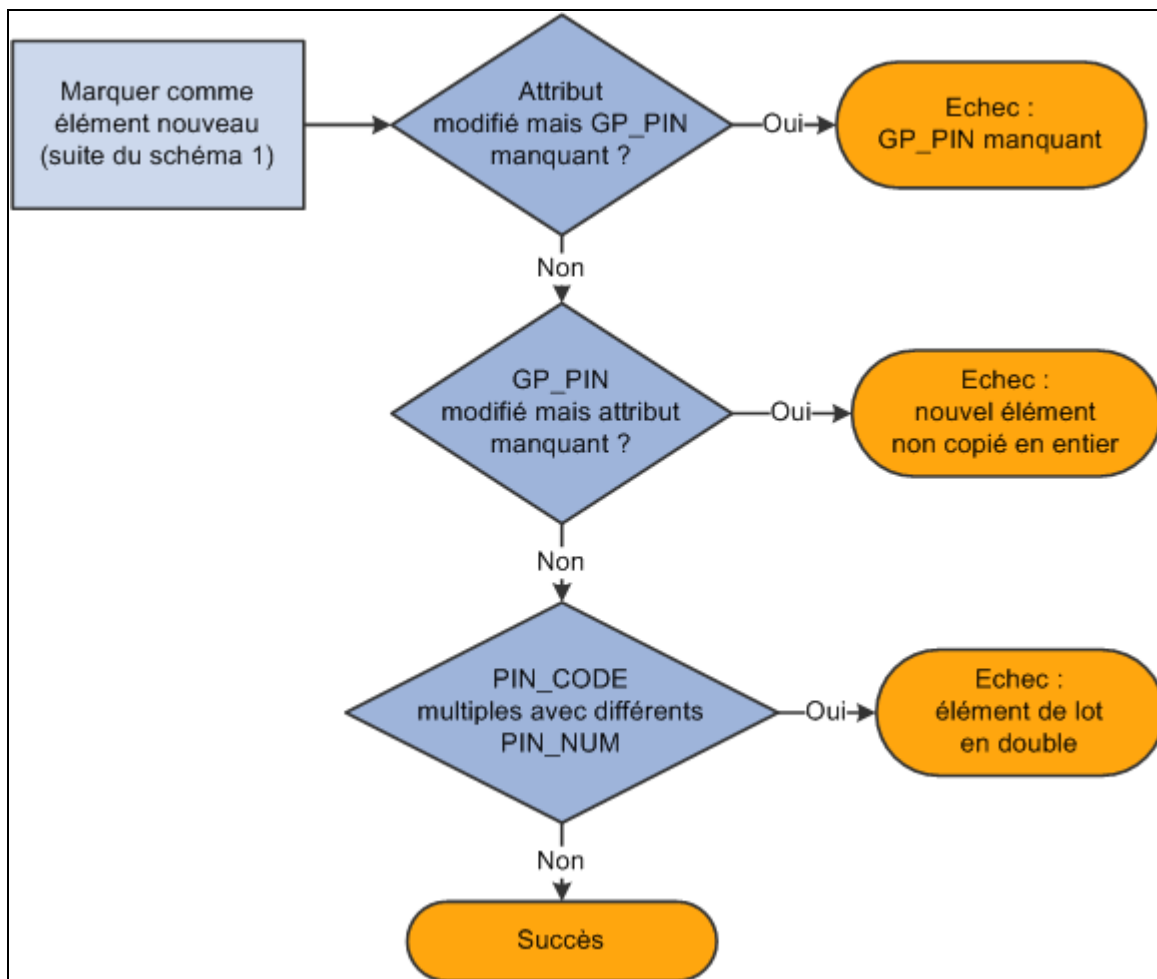 Marquer comme
élément nouveau
(suite du schéma 1)
Attribut
modifié mais GP_PIN
manquant ?
Oui
Echec :
GP_PIN manquant
Non
GP_PIN
modifié mais attribut
manquant ?
Oui
Echec :
nouvel élément
non copié en entier
Non
PIN_CODE
multiples avec différents
PIN_NUM
Oui
Echec :
élément de lot
en double
Non
Succès